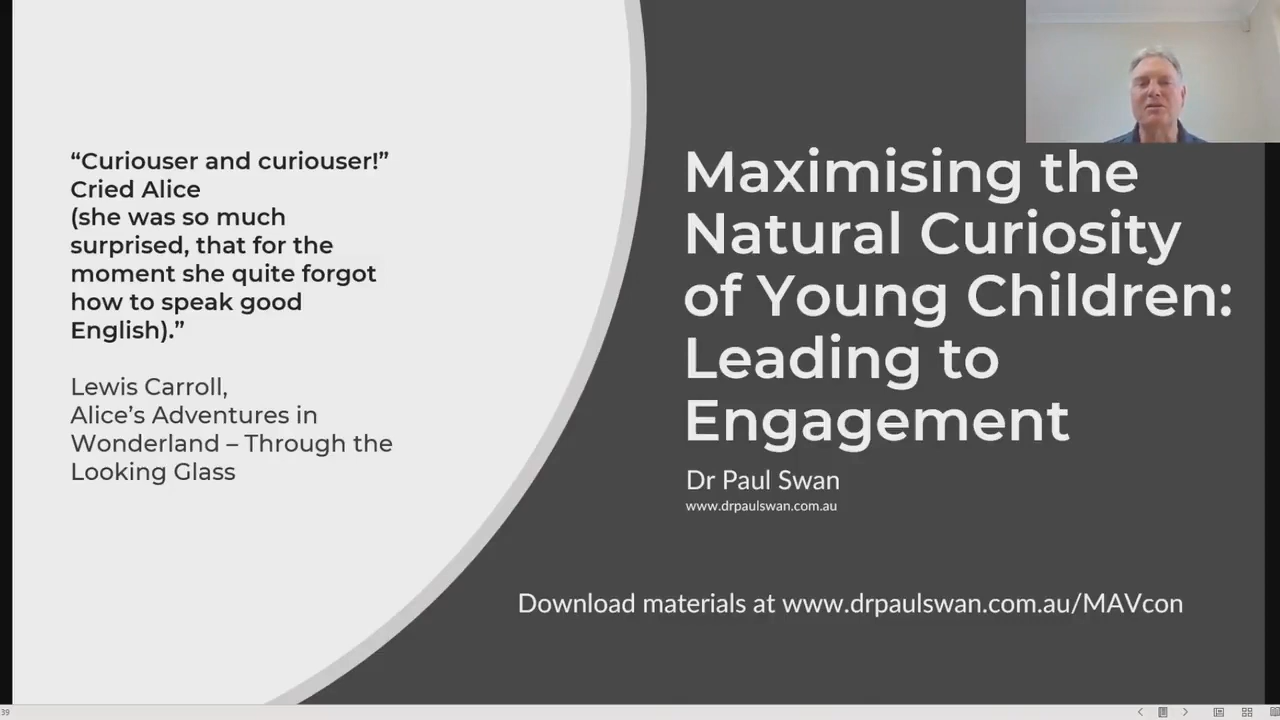 “Curiouser and curiouser!”
Cried Alice
(she was so much
surprised, that for the
moment she quite forgot
how to speak good
English).”
Lewis Carroll,
Alice’s Adventures in
Wonderland – Through the
Looking Glass
Maximising the
Natural Curiosity
of Young Children:
Leading to
Engagement
Dr Paul Swan
www.drpaulswan.com.au
Download materials at www.drpaulswan.com.au/MAVcon
39